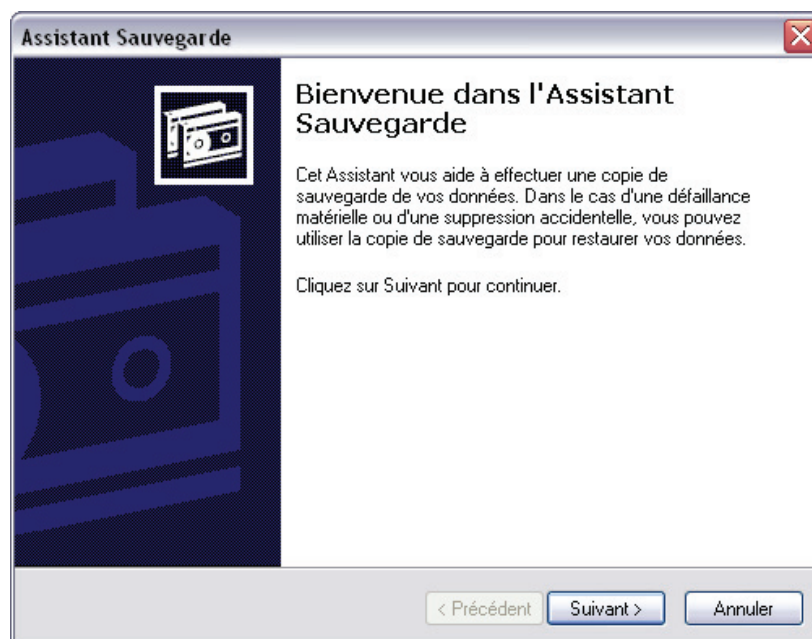 Assistant Sauvegarde
Bienvenue dans l'Assistant
Sauvegarde
Cet Assistant vous aide à effectuer une copie de
sauvegarde de vos données. Dans le cas d'une défaillance
matérielle ou d'une suppression accidentelle, vous pouvez
utiliser la copie de sauvegarde pour restaurer vos données.
Cliquez sur Suivant pour continuer.
< Précédent Suivant > Annuler